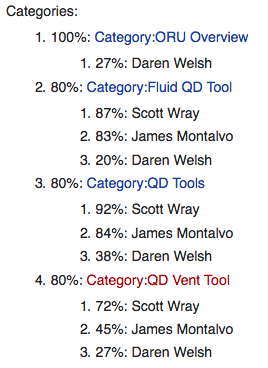 Categories:
1. 100%: Category:ORU Overview
1. 27%: Daren Welsh
2. 80%: Category:Fluid QD Tool
1. 87%: Scott Wray
2. 83%: James Montalvo
3. 20%: Daren Welsh
3. 80%: Category:QD Tools
1. 92%: Scott Wray
2. 84%: James Montalvo
3. 38%: Daren Welsh
4. 80%: Category:QD Vent Tool
1. 72%: Scott Wray
2. 45%: James Montalvo
3. 27%: Daren Welsh